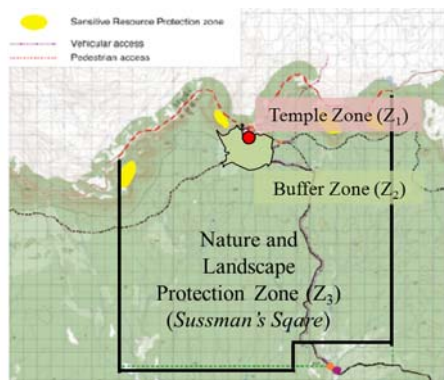 Sensitive Resource Protection zone
Vehicular access
Pedestrian access
Temple Zone (Z1)
Buffer Zone (Z2)
Nature and
Landscape
Protection Zone (Z3)
(Sussman's Sqare)